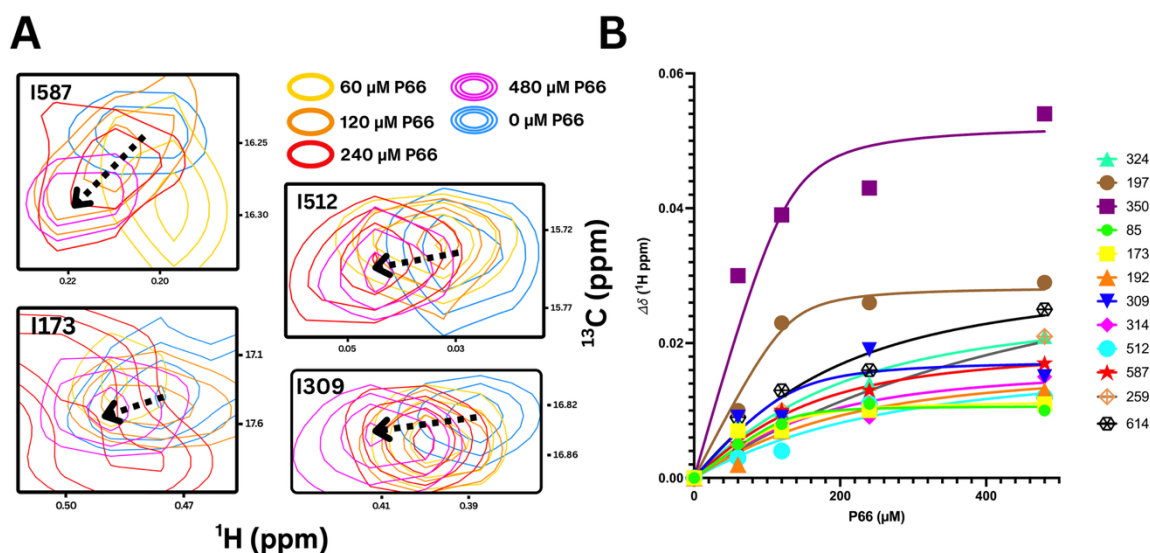 A
B
I587
16.25
16.30
0.22
0.20
60 µM P66
120 µM P66
240 µM P66
480 µM P66
0 µM P66
I512
15.72
15.77
0.05
0.03
I173
17.1
17.6
0.50
0.47
I309
16.82
16.86
0.41
0.39
¹³C (ppm)
¹H (ppm)
0.06
0.04
0.02
0.00
Δδ (¹H ppm)
0
200
400
P66 (µM)
324
197
350
85
173
192
309
314
512
587
259
614